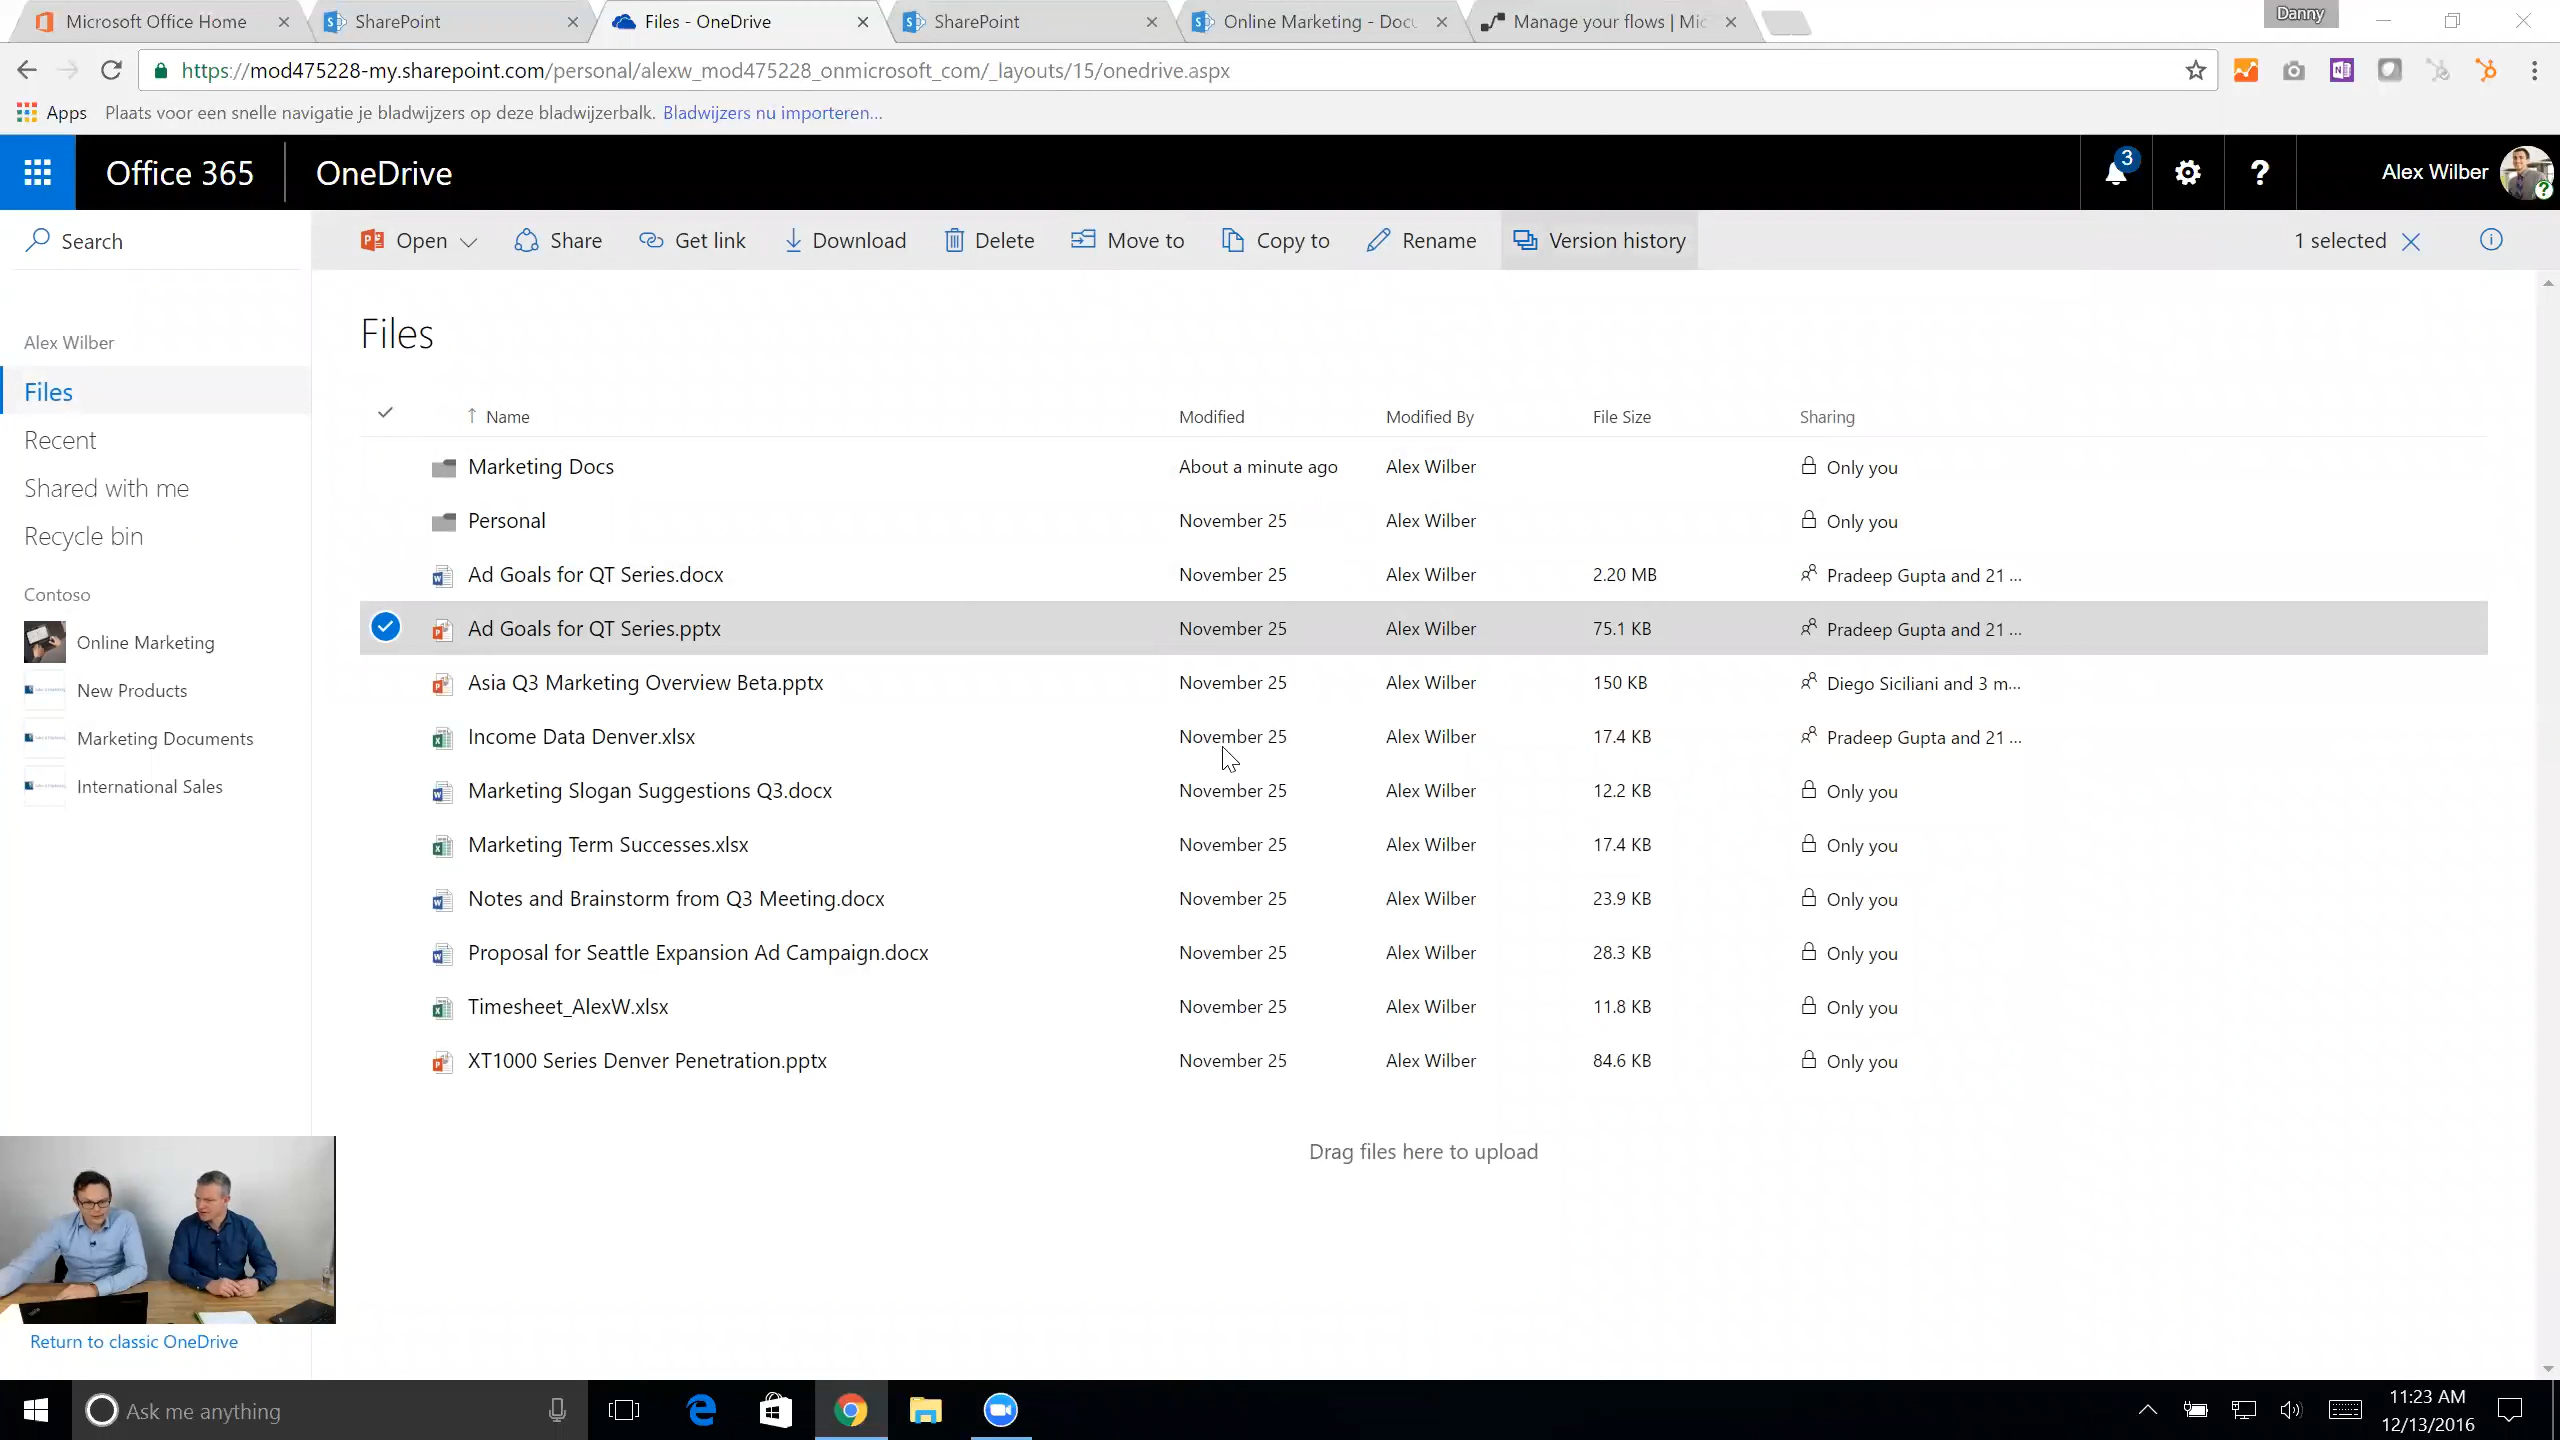 Microsoft Office Home
SharePoint
Files - OneDrive
SharePoint
Online Marketing - Docu
Manage your flows | Mic
Danny
https://mod475228-my.sharepoint.com/personal/alexw_mod475228_onmicrosoft_com/_layouts/15/onedrive.aspx
Apps Plaats voor een snelle navigatie je bladwijzers op deze bladwijzerbalk. Bladwijzers nu importeren...
Office 365 OneDrive 3 ? Alex Wilber
Search
Open Share Get link Download Delete Move to Copy to Rename Version history 1 selected
Files
Alex Wilber
Files
Recent
Shared with me
Recycle bin
Contoso
Online Marketing
New Products
Marketing Documents
International Sales
Name Modified Modified By File Size Sharing
Marketing Docs About a minute ago Alex Wilber Only you
Personal November 25 Alex Wilber Only you
Ad Goals for QT Series.docx November 25 Alex Wilber 2.20 MB Pradeep Gupta and 21 ...
Ad Goals for QT Series.pptx November 25 Alex Wilber 75.1 KB Pradeep Gupta and 21 ...
Asia Q3 Marketing Overview Beta.pptx November 25 Alex Wilber 150 KB Diego Siciliani and 3 m...
Income Data Denver.xlsx November 25 Alex Wilber 17.4 KB Pradeep Gupta and 21 ...
Marketing Slogan Suggestions Q3.docx November 25 Alex Wilber 12.2 KB Only you
Marketing Term Successes.xlsx November 25 Alex Wilber 17.4 KB Only you
Notes and Brainstorm from Q3 Meeting.docx November 25 Alex Wilber 23.9 KB Only you
Proposal for Seattle Expansion Ad Campaign.docx November 25 Alex Wilber 28.3 KB Only you
Timesheet_AlexW.xlsx November 25 Alex Wilber 11.8 KB Only you
XT1000 Series Denver Penetration.pptx November 25 Alex Wilber 84.6 KB Only you
Drag files here to upload
Return to classic OneDrive
Ask me anything
11:23 AM
12/13/2016